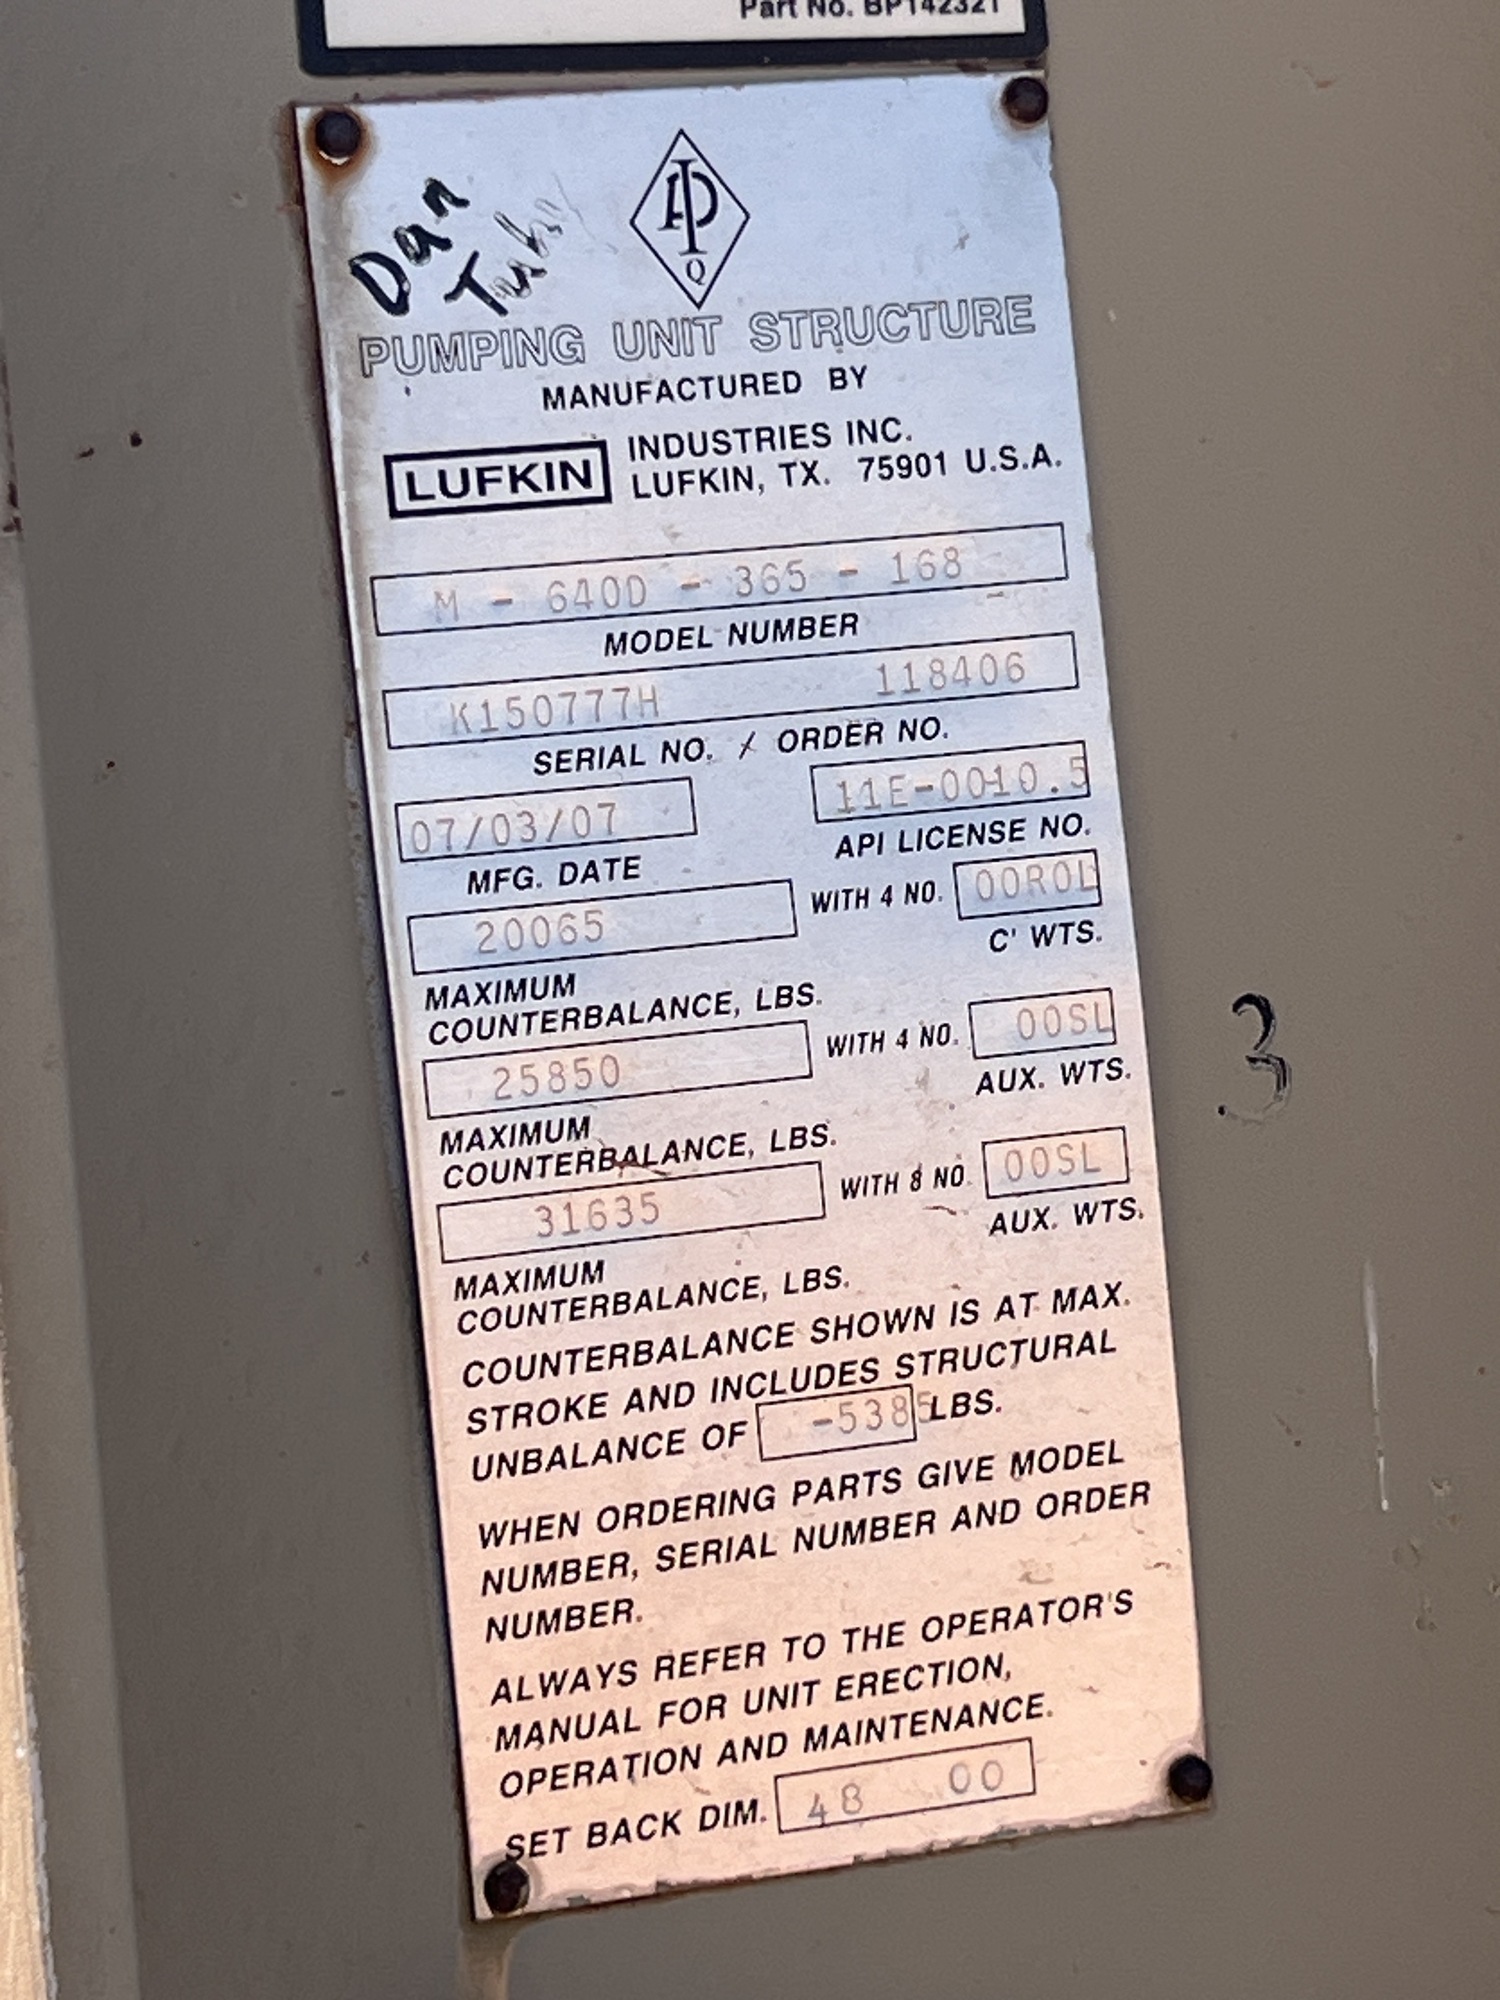 Part No. BP142321
Dan
API
Q
PUMPING UNIT STRUCTURE
MANUFACTURED BY
LUFKIN INDUSTRIES INC.
LUFKIN, TX. 75901 U.S.A.
M - 640D - 365 - 168
MODEL NUMBER
K150777H 118406
SERIAL NO. / ORDER NO.
07/03/07 11E-0010.5
MFG. DATE API LICENSE NO.
20065 WITH 4 NO. 00ROL
MAXIMUM C' WTS.
COUNTERBALANCE, LBS.
25850 WITH 4 NO. 00SL
MAXIMUM AUX. WTS.
COUNTERBALANCE, LBS.
31635 WITH 8 NO. 00SL
MAXIMUM AUX. WTS.
COUNTERBALANCE, LBS.
COUNTERBALANCE SHOWN IS AT MAX.
STROKE AND INCLUDES STRUCTURAL
UNBALANCE OF -5385 LBS.
WHEN ORDERING PARTS GIVE MODEL
NUMBER, SERIAL NUMBER AND ORDER
NUMBER.
ALWAYS REFER TO THE OPERATOR'S
MANUAL FOR UNIT ERECTION,
OPERATION AND MAINTENANCE.
SET BACK DIM. 48 00
3